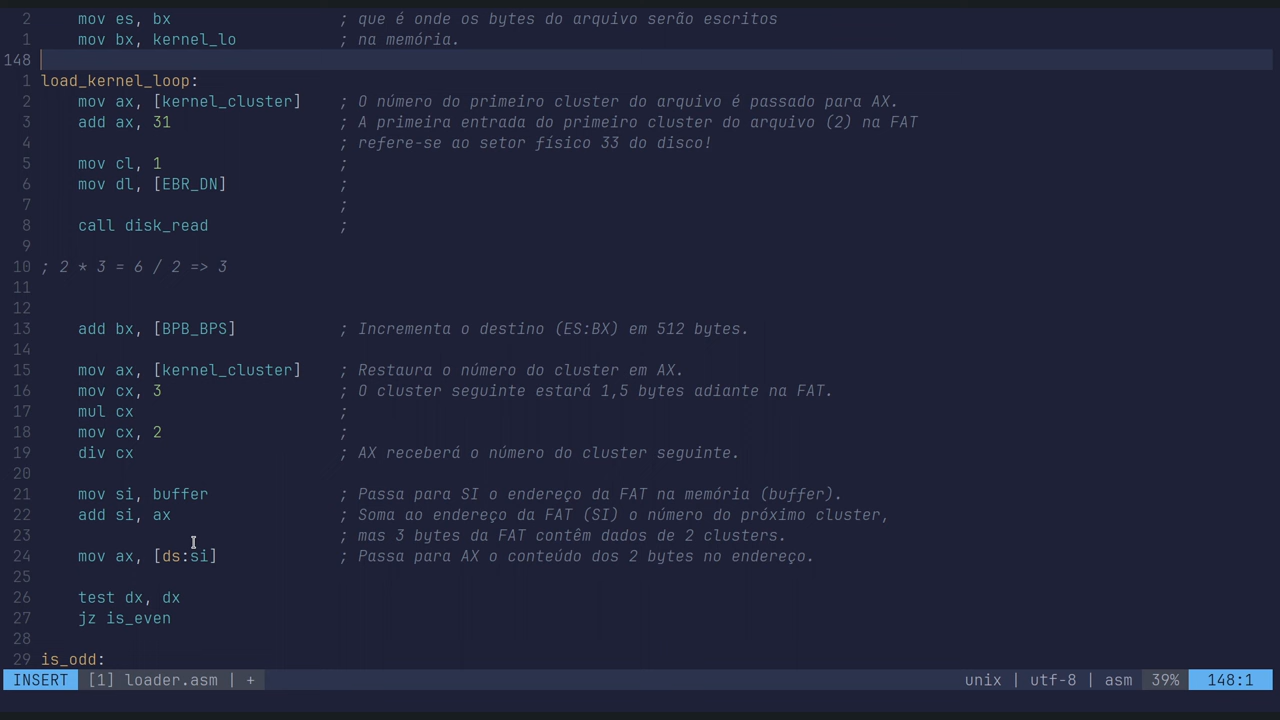 2 mov es, bx ; que é onde os bytes do arquivo serão escritos
1 mov bx, kernel_lo ; na memória.
148
1 load_kernel_loop:
2 mov ax, [kernel_cluster] ; O número do primeiro cluster do arquivo é passado para AX.
3 add ax, 31 ; A primeira entrada do primeiro cluster do arquivo (2) na FAT
4 ; refere-se ao setor físico 33 do disco!
5 mov cl, 1 ;
6 mov dl, [EBR_DN] ;
7 ;
8 call disk_read ;
9
10 ; 2 * 3 = 6 / 2 => 3
11
12
13 add bx, [BPB_BPS] ; Incrementa o destino (ES:BX) em 512 bytes.
14
15 mov ax, [kernel_cluster] ; Restaura o número do cluster em AX.
16 mov cx, 3 ; O cluster seguinte estará 1,5 bytes adiante na FAT.
17 mul cx ;
18 mov cx, 2 ;
19 div cx ; AX receberá o número do cluster seguinte.
20
21 mov si, buffer ; Passa para SI o endereço da FAT na memória (buffer).
22 add si, ax ; Soma ao endereço da FAT (SI) o número do próximo cluster,
23 ; mas 3 bytes da FAT contêm dados de 2 clusters.
24 mov ax, [ds:si] ; Passa para AX o conteúdo dos 2 bytes no endereço.
25
26 test dx, dx
27 jz is_even
28
29 is_odd:
INSERT [1] loader.asm | + unix | utf-8 | asm 39% 148:1